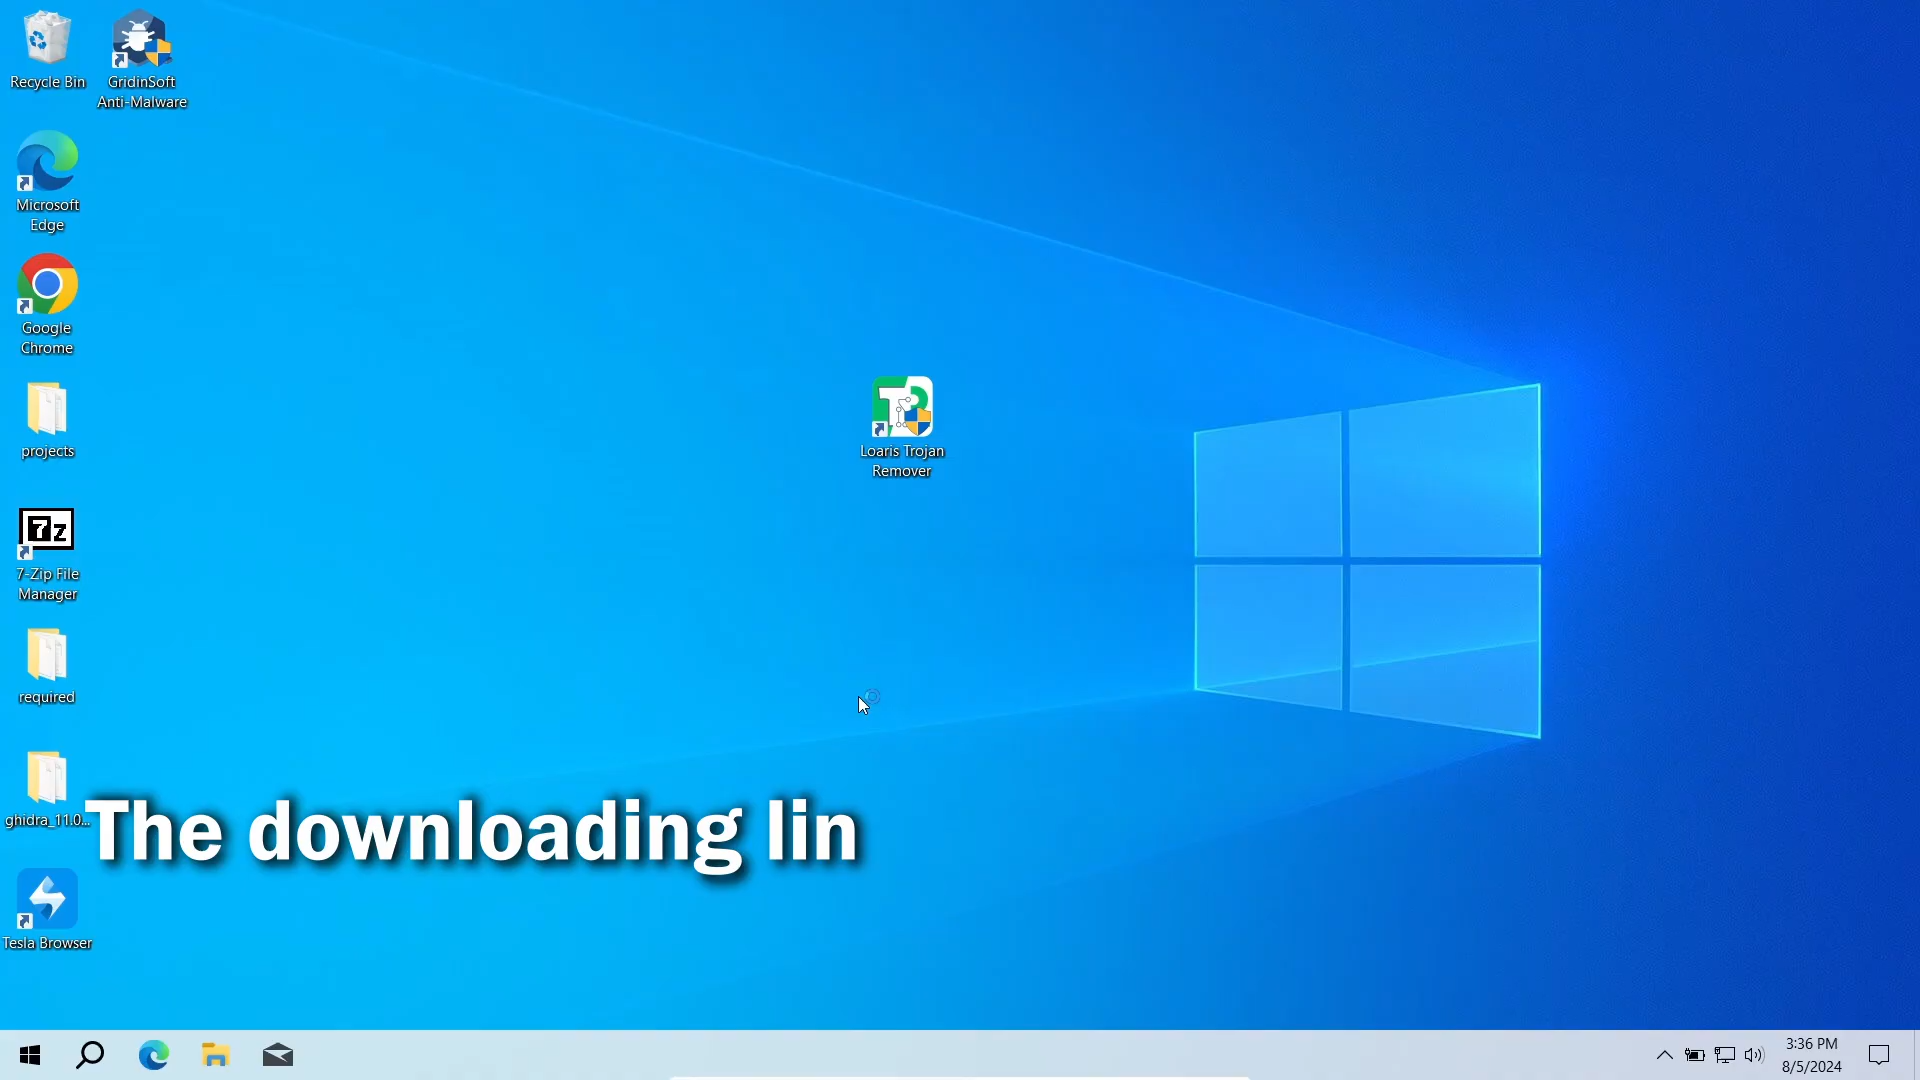 Recycle Bin
GridinSoft
Anti-Malware
Microsoft
Edge
Google
Chrome
projects
7-Zip File
Manager
required
ghidra_11.0...
Tesla Browser
Loaris Trojan
Remover
The downloading lin
3:36 PM
8/5/2024